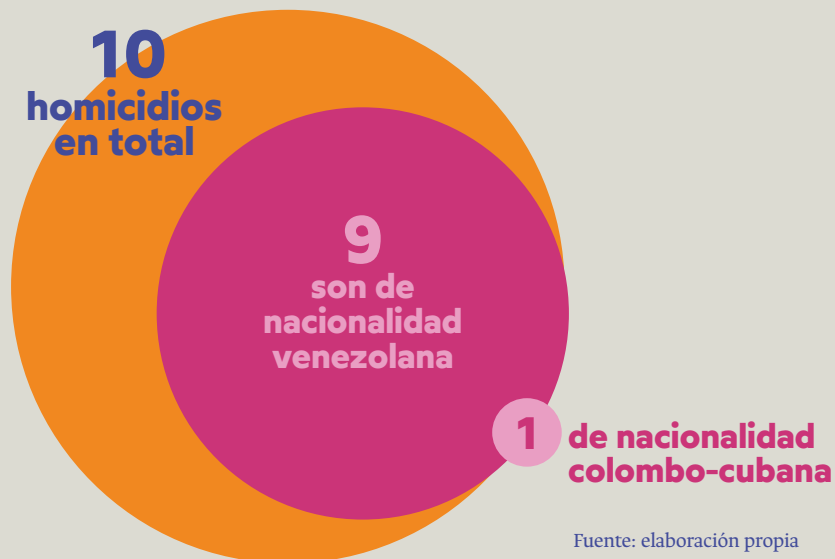 10
homicidios
en total
9
son de
nacionalidad
venezolana
1
de nacionalidad
colombo-cubana
Fuente: elaboración propia